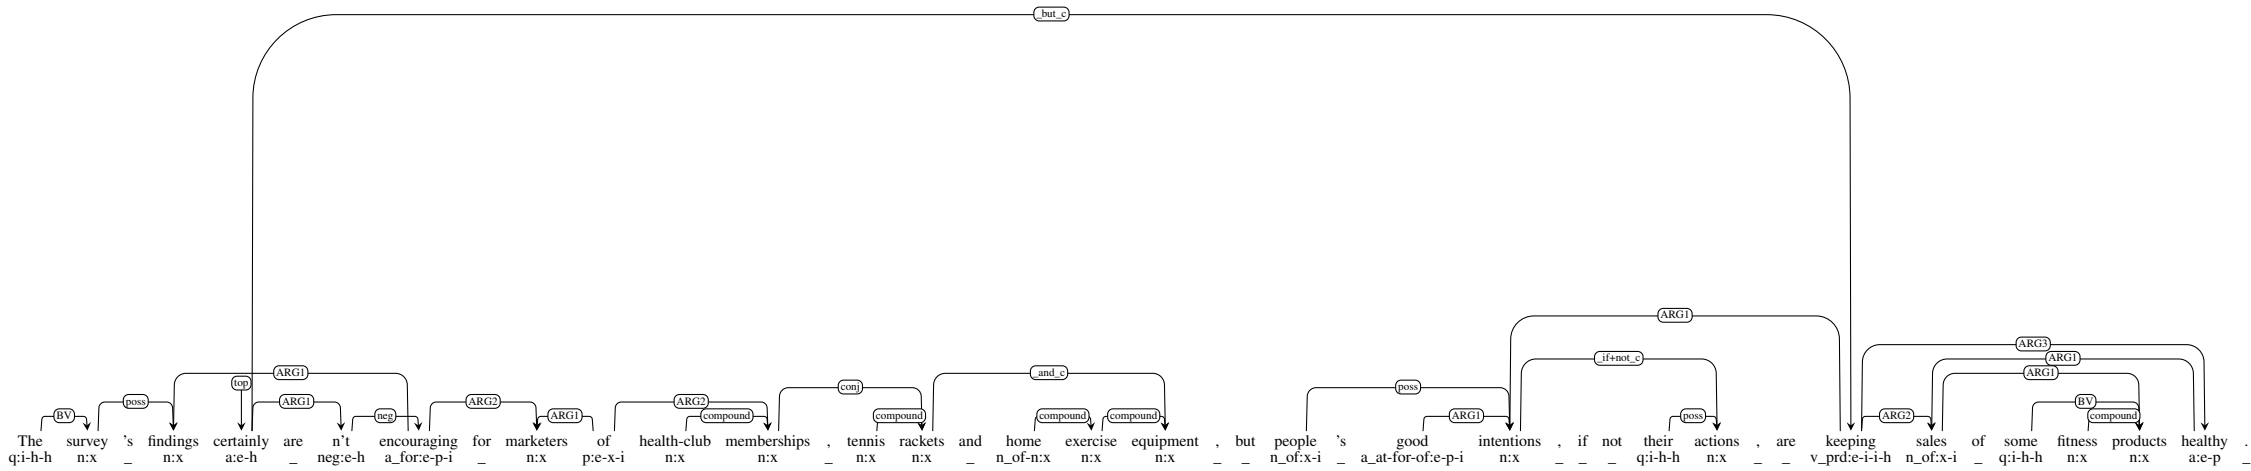 _but_c
ARG1
ARG3
_if+not_c
ARG1
top
ARG1
_and_c
ARG1
conj
poss
poss
ARG1
ARG2
ARG2
BV
BV
neg
ARG1
compound
compound
compound
compound
ARG1
poss
ARG2
compound
The survey 's findings certainly are n't encouraging for marketers of health-club memberships , tennis rackets and home exercise equipment , but people 's good intentions , if not their actions , are keeping sales of some fitness products healthy .
q:i-h-h n:x _ n:x a:e-h _ neg:e-h a_for:e-p-i _ n:x p:e-x-i n:x n:x _ n:x n:x _ n_of-n:x n:x n:x _ _ n_of:x-i _ a_at-for-of:e-p-i n:x _ _ _ q:i-h-h n:x _ _ v_prd:e-i-i-h n_of:x-i _ q:i-h-h n:x n:x a:e-p _